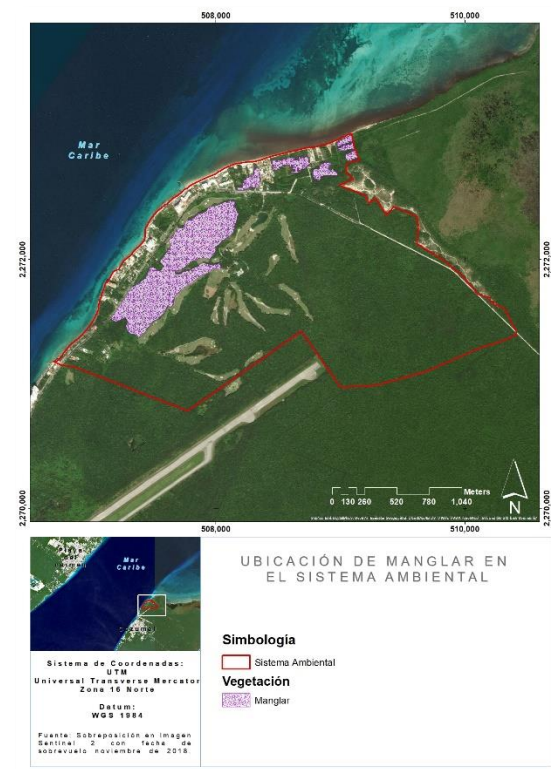 508,000
510,000
Mar
Caribe
2,272,000
2,272,000
Meters
0 130 260 520 780 1,040
N
2,270,000
2,270,000
508,000
510,000
Mar
Caribe
Sistema de Coordenadas:
UTM
Universal Transverse Mercator
Zona 16 Norte
Datum:
WGS 1984
Fuente: Sobreposición en Imagen
Sentinel 2 con fecha de
sobrevuelo noviembre de 2018.
UBICACIÓN DE MANGLAR EN
EL SISTEMA AMBIENTAL
Simbología
Sistema Ambiental
Vegetación
Manglar